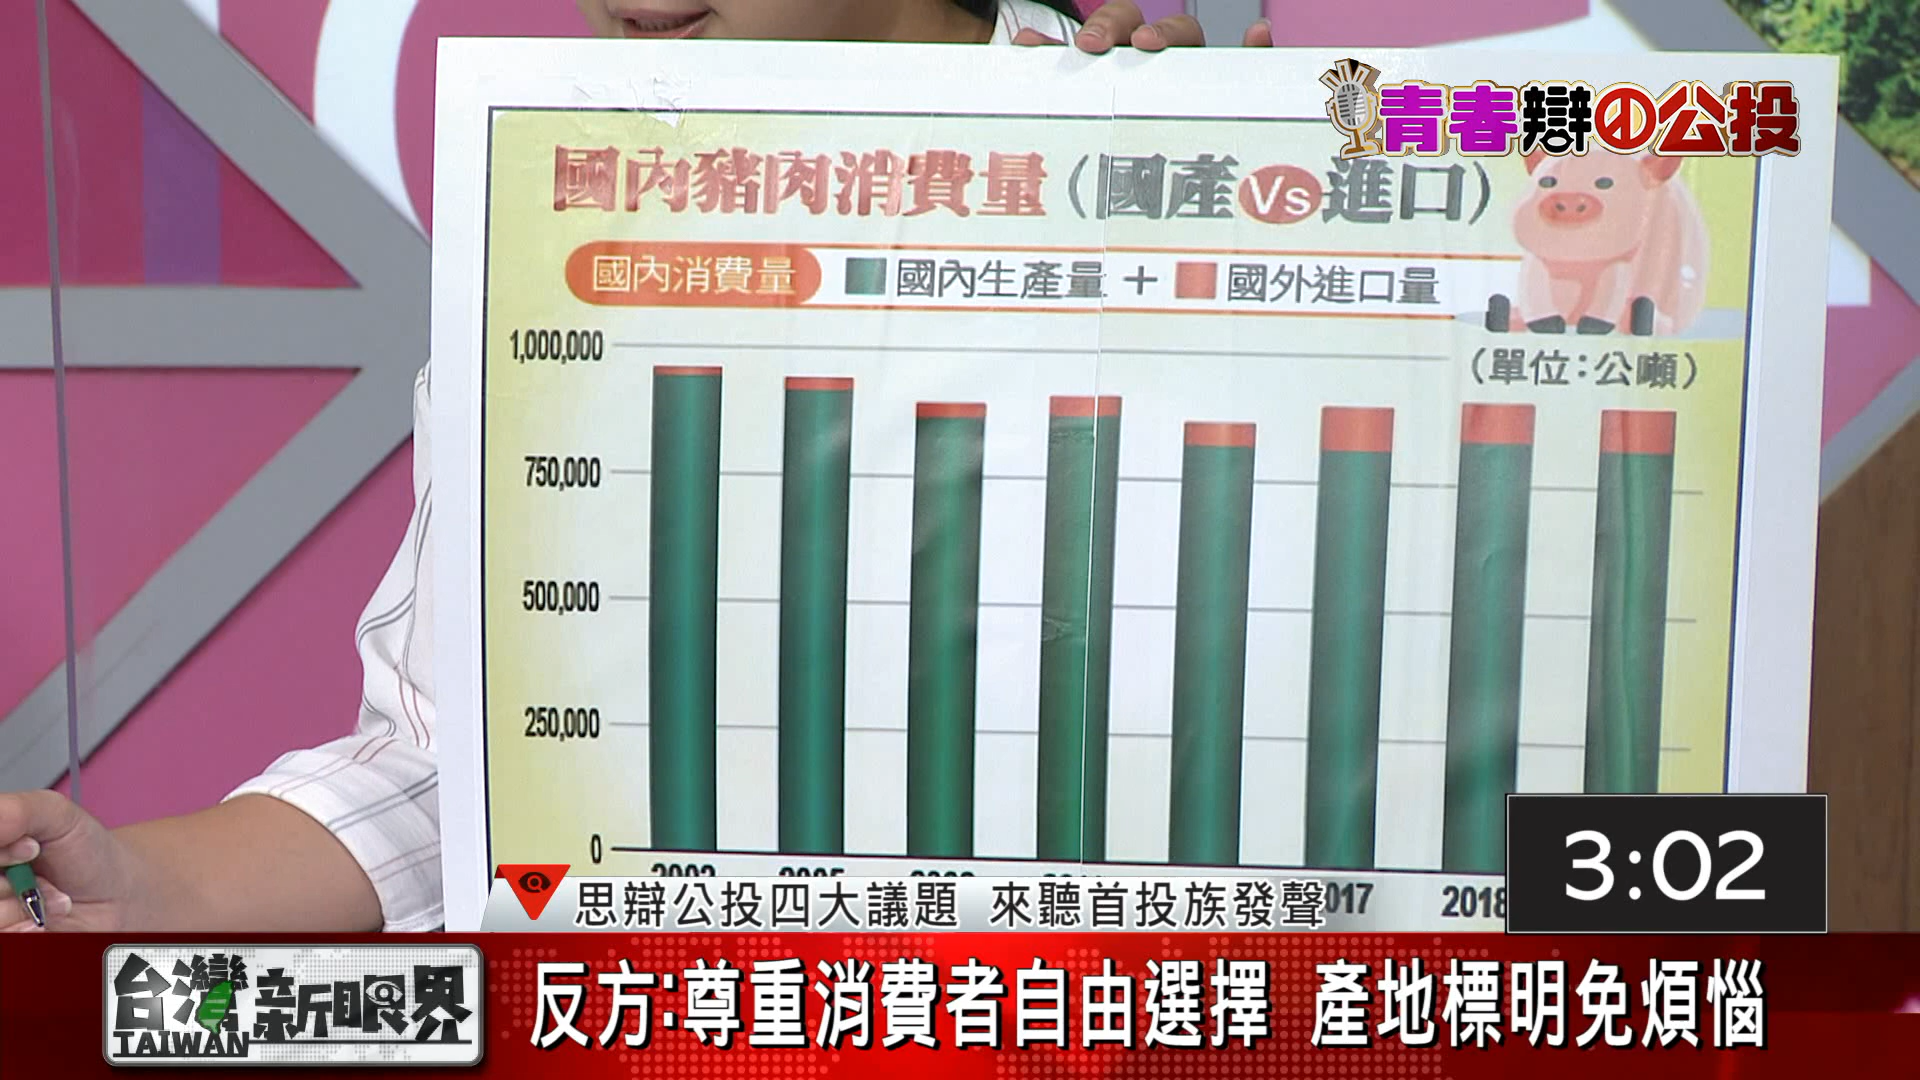 青春辯の公投
國內豬肉消費量(國產Vs進口)
國內消費量 國內生產量+國外進口量
(單位:公噸)
1,000,000
750,000
500,000
250,000
0
2018
3:02
思辯公投四大議題 來聽首投族發聲
台灣新眼界
TAIWAN
反方:尊重消費者自由選擇 產地標明免煩惱